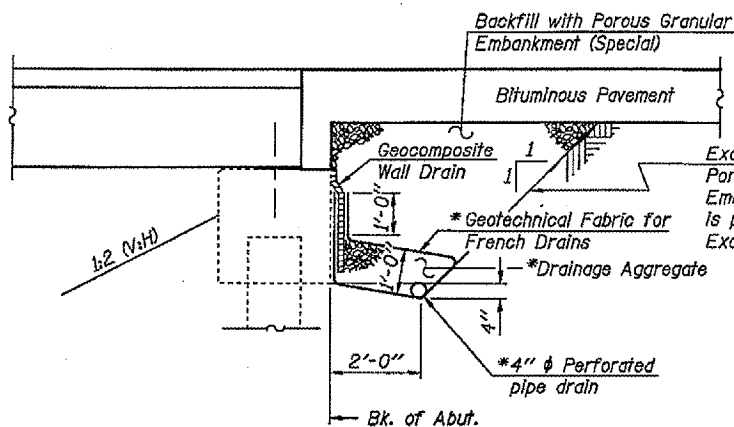 Backfill with Porous Granular
Embankment (Special)
Bituminous Pavement
Geocomposite
Wall Drain
1
1
1'-0"
* Geotechnical Fabric for
French Drains
1:2 (V:H)
1'-0"
*Drainage Aggregate
4"
2'-0"
*4" ϕ Perforated
pipe drain
Bk. of Abut.